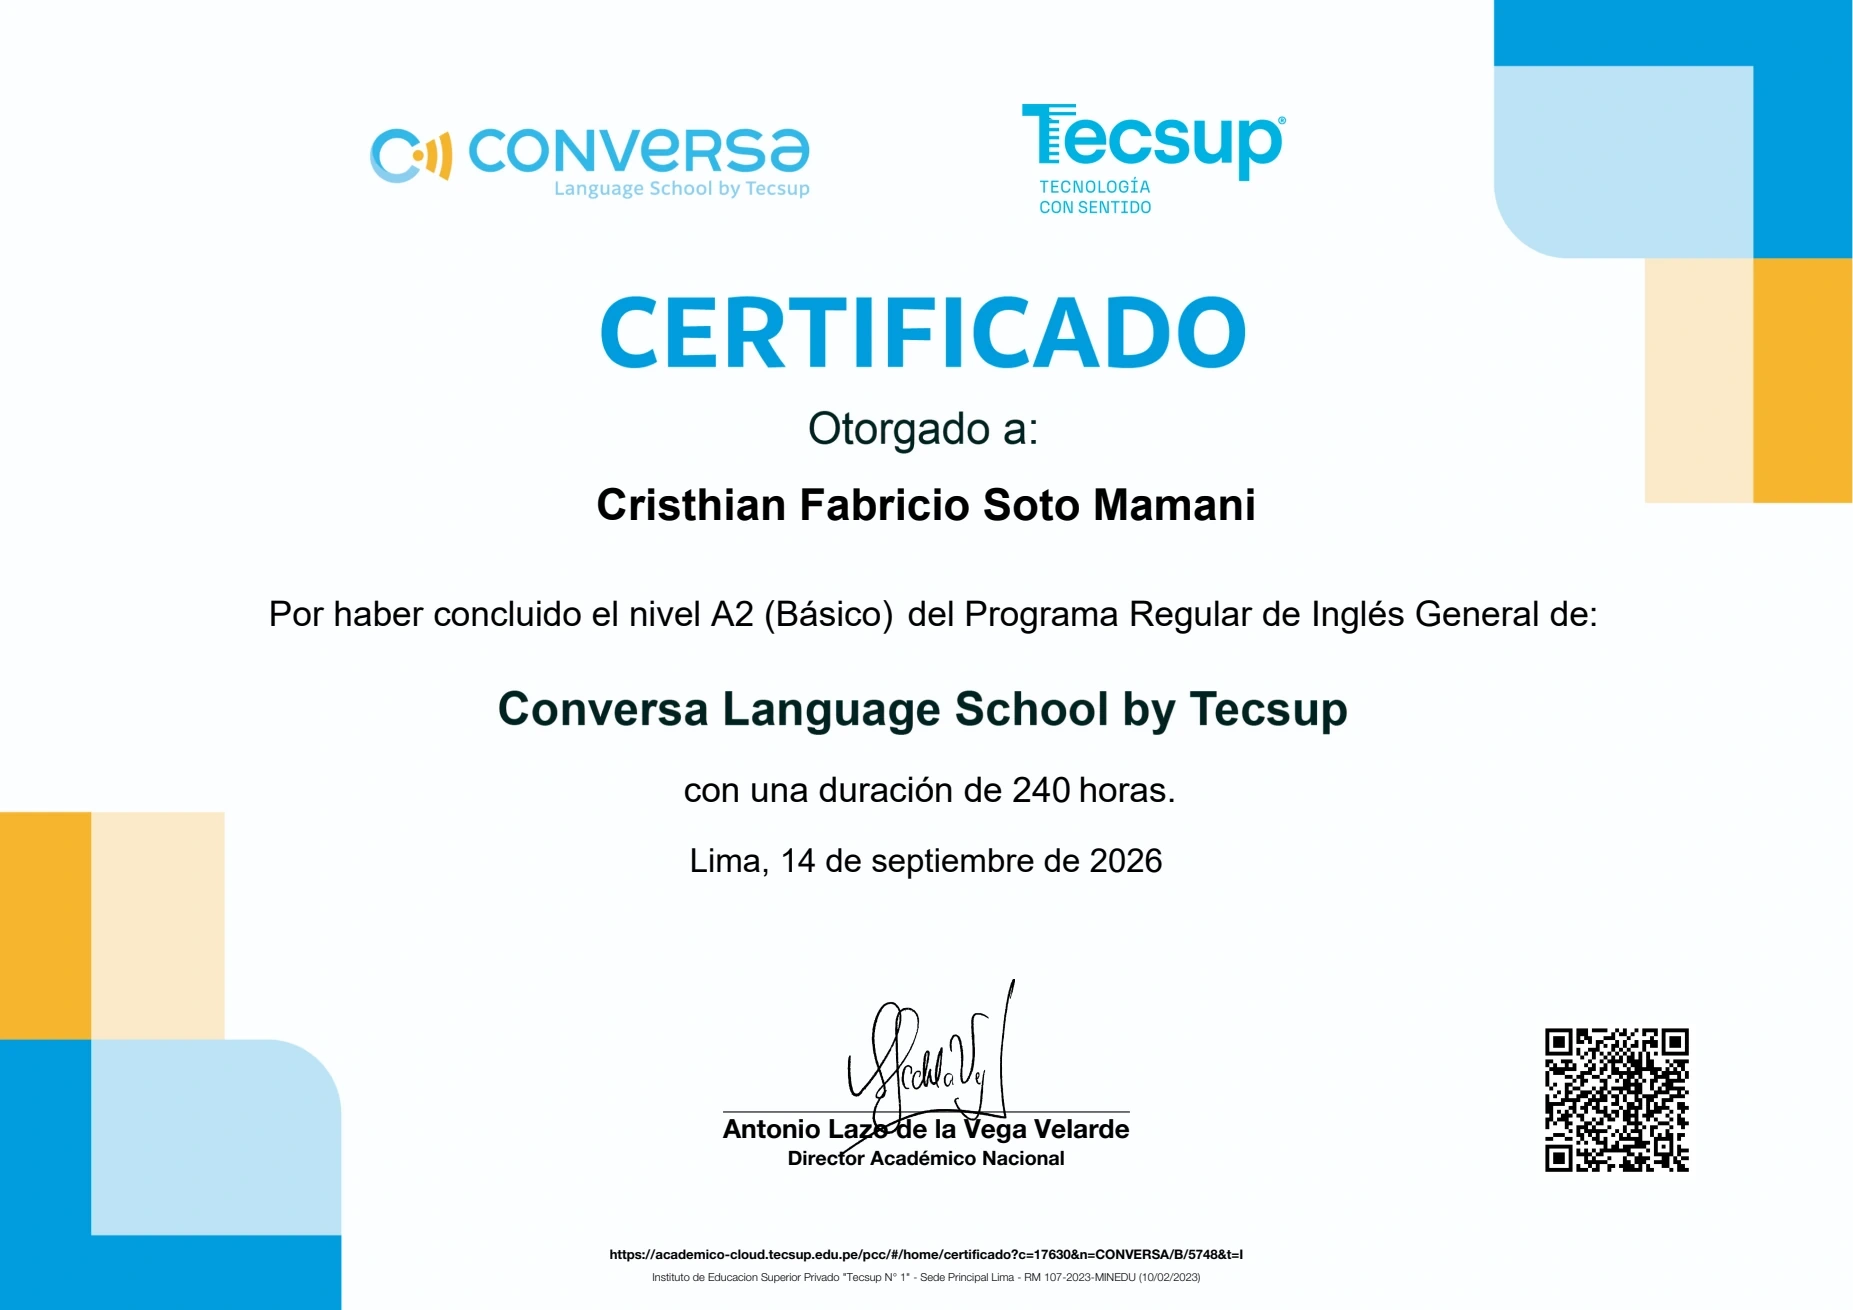 CONVERSA
Language School by Tecsup
Tecsup®
TECNOLOGÍA
CON SENTIDO
CERTIFICADO
Otorgado a:
Cristhian Fabricio Soto Mamani
Por haber concluido el nivel A2 (Básico) del Programa Regular de Inglés General de:
Conversa Language School by Tecsup
con una duración de 240 horas.
Lima, 14 de septiembre de 2026
Antonio Lazo de la Vega Velarde
Director Académico Nacional
https://academico-cloud.tecsup.edu.pe/pcc/#/home/certificado?c=17630&n=CONVERSA/B/5748&t=I
Instituto de Educacion Superior Privado "Tecsup N° 1" - Sede Principal Lima - RM 107-2023-MINEDU (10/02/2023)